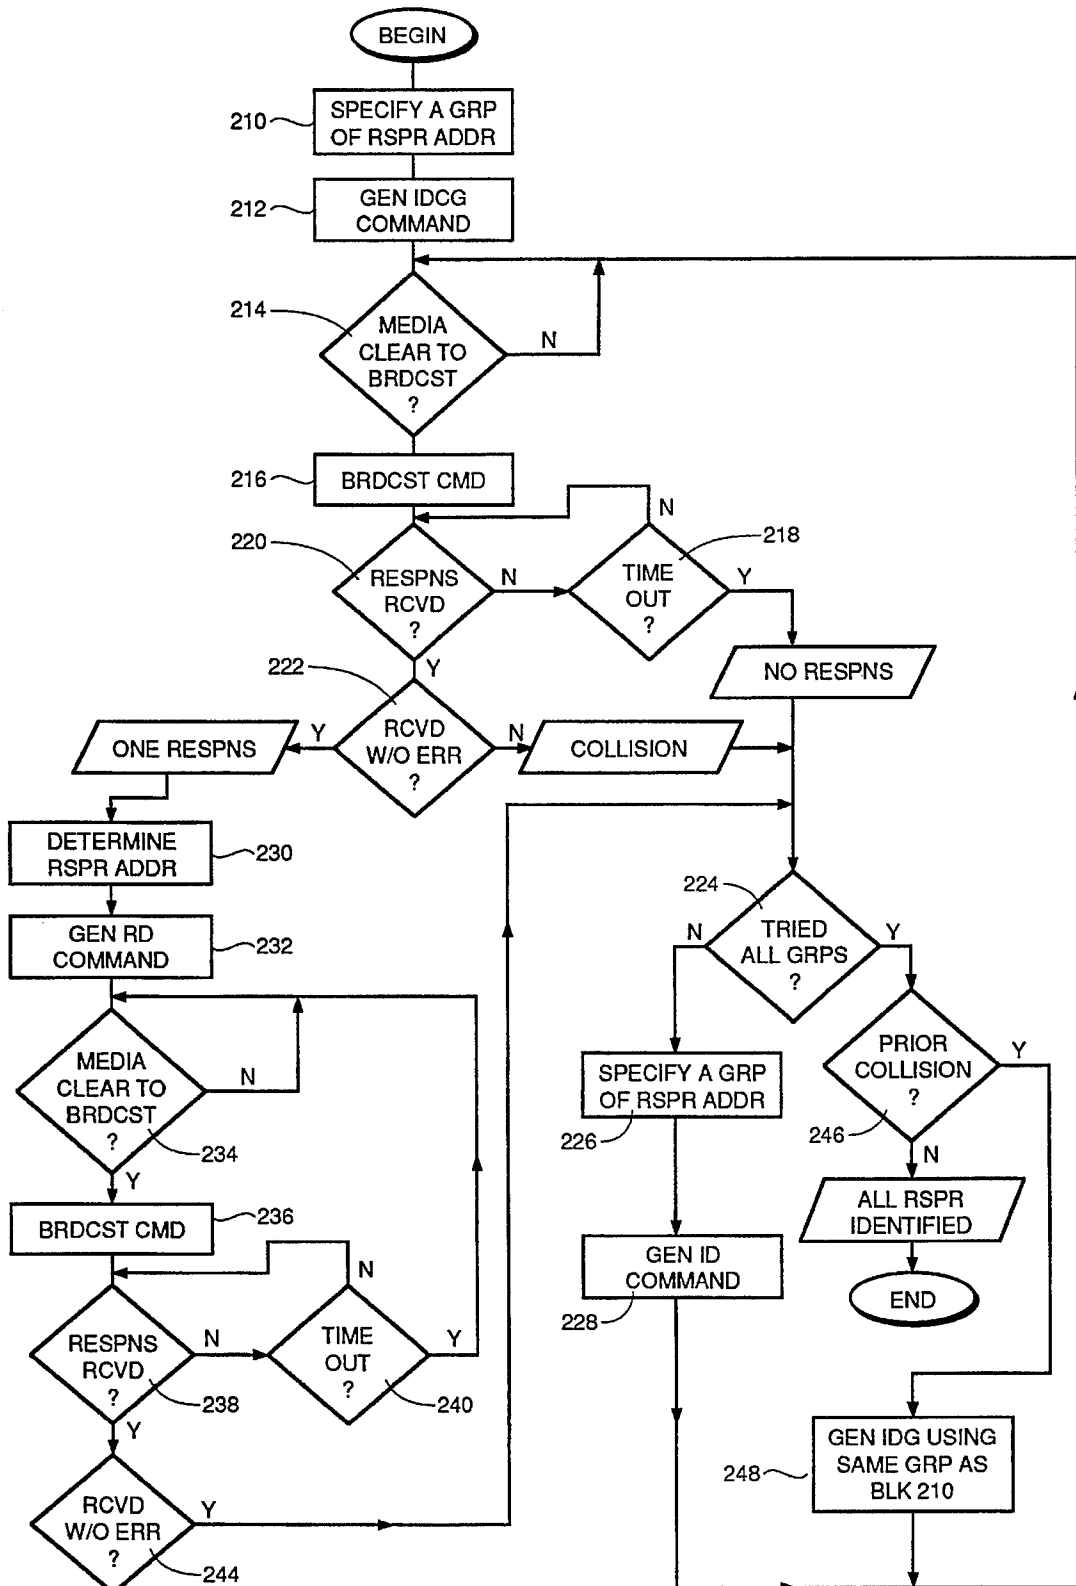 BEGIN
210
SPECIFY A GRP
OF RSPR ADDR
212
GEN IDCG
COMMAND
214
MEDIA
CLEAR TO
BRDCST
?
N
216
BRDCST CMD
220
RESPNS
RCVD
?
N
Y
218
TIME
OUT
?
N
Y
NO RESPNS
222
RCVD
W/O ERR
?
Y
N
ONE RESPNS
COLLISION
DETERMINE
RSPR ADDR
230
GEN RD
COMMAND
232
MEDIA
CLEAR TO
BRDCST
?
N
234
Y
BRDCST CMD
236
RESPNS
RCVD
?
N
238
Y
TIME
OUT
?
N
Y
240
RCVD
W/O ERR
?
Y
244
224
TRIED
ALL GRPS
?
N
Y
SPECIFY A GRP
OF RSPR ADDR
226
GEN ID
COMMAND
228
PRIOR
COLLISION
?
Y
246
N
ALL RSPR
IDENTIFIED
END
248
GEN IDG USING
SAME GRP AS
BLK 210